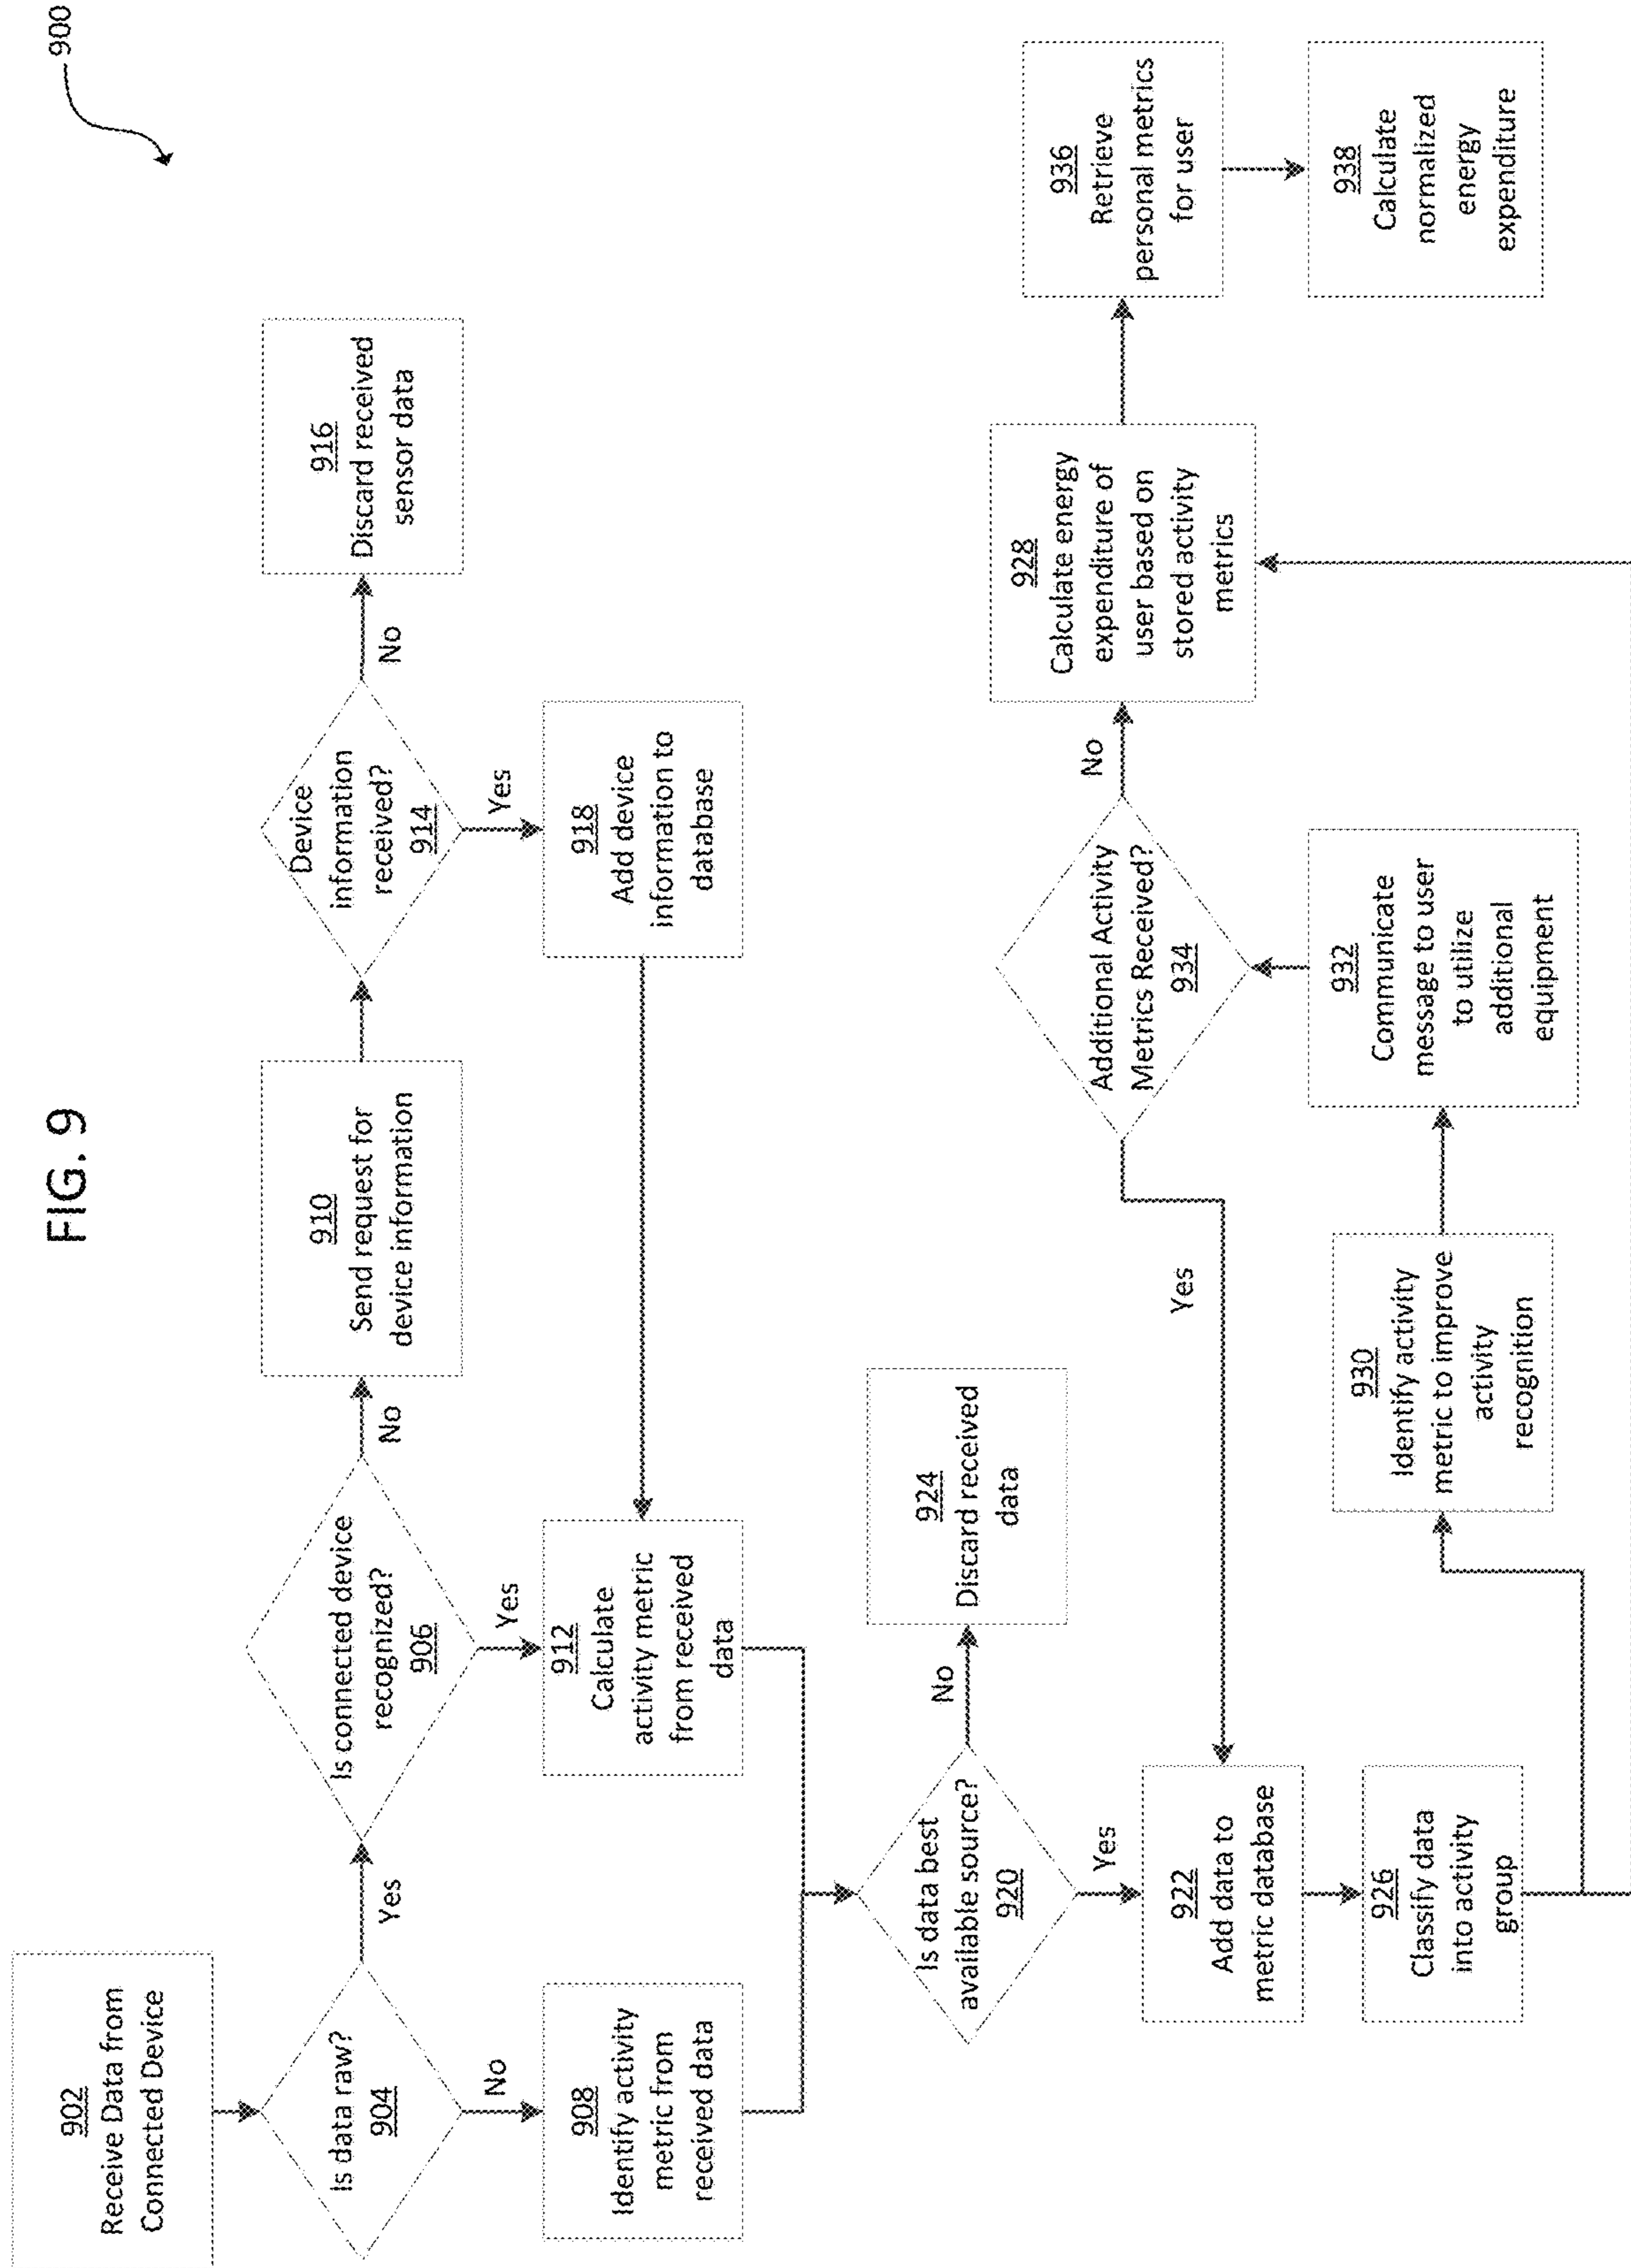 FIG. 9
900
902
Receive Data from
Connected Device
Is data raw?
904
Yes
No
Is connected device
recognized?
906
No
Yes
910
Send request for
device information
Device
information
received?
914
No
Yes
916
Discard received
sensor data
908
Identify activity
metric from
received data
912
Calculate
activity metric
from received
data
918
Add device
information to
database
Is data best
available source?
920
No
Yes
924
Discard received
data
922
Add data to
metric database
926
Classify data
into activity
group
930
Identify activity
metric to improve
activity
recognition
932
Communicate
message to user
to utilize
additional
equipment
Additional Activity
Metrics Received?
934
Yes
No
928
Calculate energy
expenditure of
user based on
stored activity
metrics
936
Retrieve
personal metrics
for user
938
Calculate
normalized
energy
expenditure